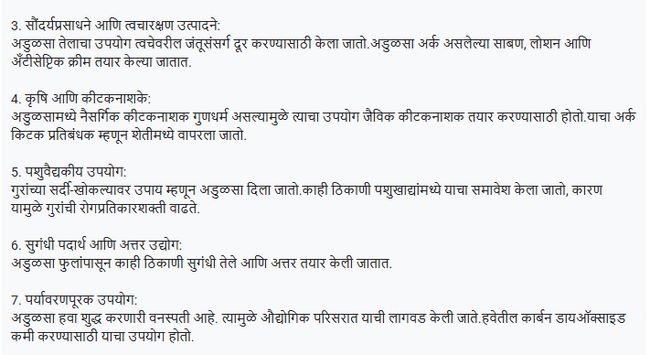 3. सौंदर्यप्रसाधने आणि त्वचारक्षण उत्पादने:
अडुळसा तेलाचा उपयोग त्वचेवरील जंतूसंसर्ग दूर करण्यासाठी केला जातो.अडुळसा अर्क असलेल्या साबण, लोशन आणि
अँटीसेप्टिक क्रीम तयार केल्या जातात.
4. कृषि आणि कीटकनाशके:
अडुळसामध्ये नैसर्गिक कीटकनाशक गुणधर्म असल्यामुळे त्याचा उपयोग जैविक कीटकनाशक तयार करण्यासाठी होतो.याचा अर्क
किटक प्रतिबंधक म्हणून शेतीमध्ये वापरला जातो.
5. पशुवैद्यकीय उपयोग:
गुरांच्या सर्दी-खोकल्यावर उपाय म्हणून अडुळसा दिला जातो.काही ठिकाणी पशुखाद्यांमध्ये याचा समावेश केला जातो, कारण
यामुळे गुरांची रोगप्रतिकारशक्ती वाढते.
6. सुगंधी पदार्थ आणि अत्तर उद्योग:
अडुळसा फुलांपासून काही ठिकाणी सुगंधी तेले आणि अत्तर तयार केली जातात.
7. पर्यावरणपूरक उपयोग:
अडुळसा हवा शुद्ध करणारी वनस्पती आहे. त्यामुळे औद्योगिक परिसरात याची लागवड केली जाते.हवेतील कार्बन डायऑक्साइड
कमी करण्यासाठी याचा उपयोग होतो.